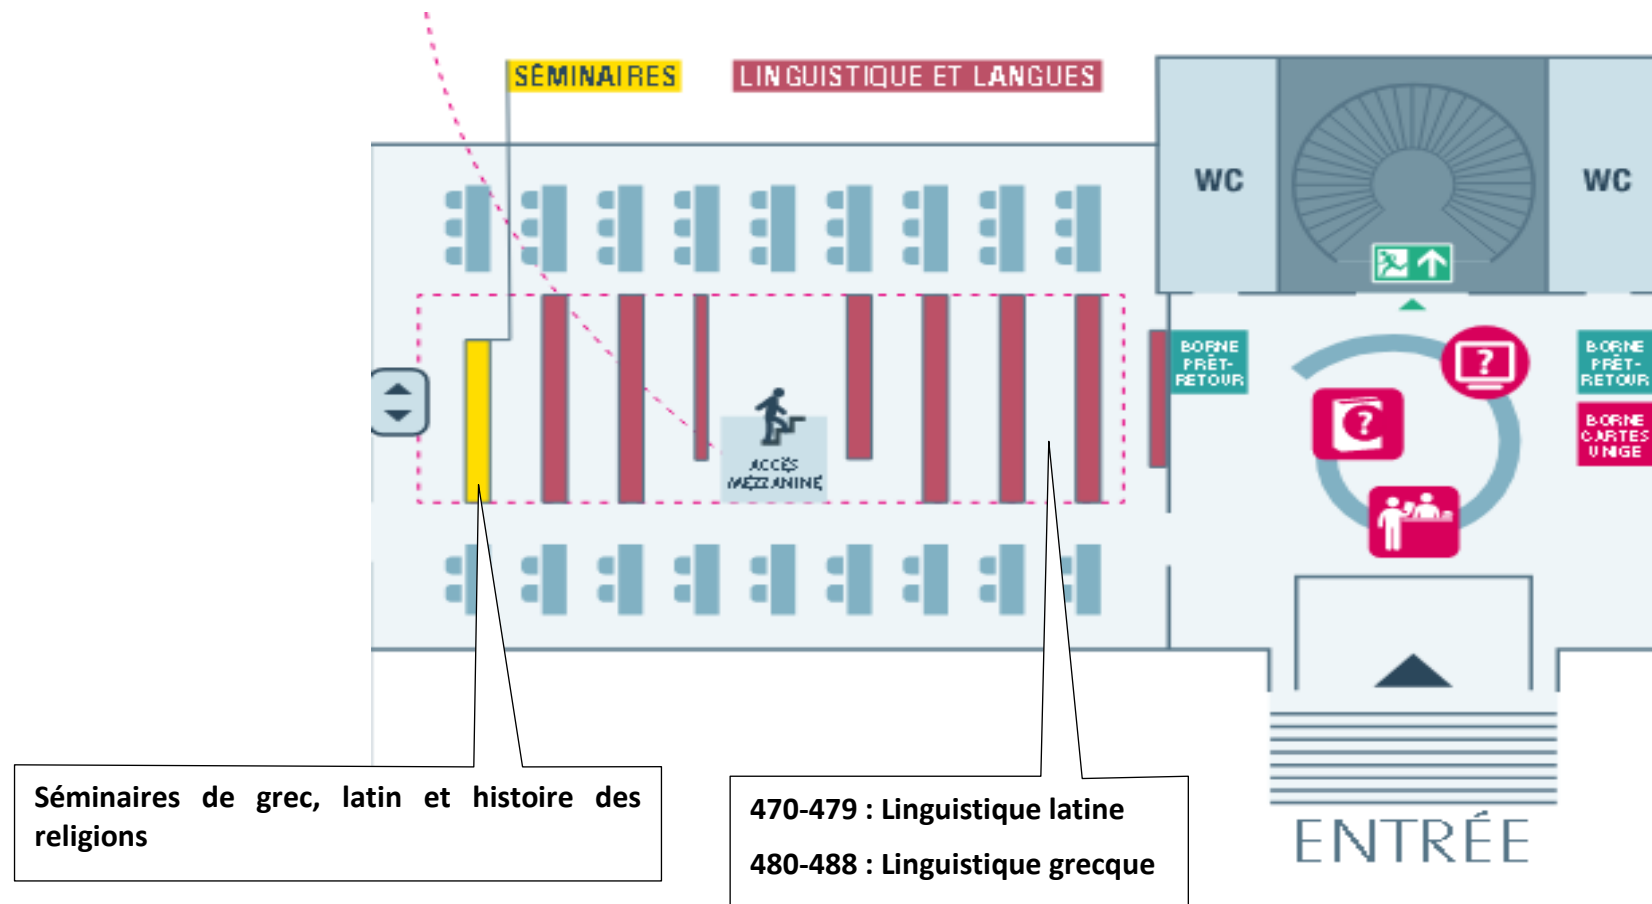 SÉMINAIRES
LINGUISTIQUE ET LANGUES
WC
WC
BORNE
PRÊT-
RETOUR
BORNE
PRÊT-
RETOUR
?
?
BORNE
CARTES
UNIGE
ACCÈS
MEZZANINE
Séminaires de grec, latin et histoire des
religions
470-479 : Linguistique latine
480-488 : Linguistique grecque
ENTRÉE